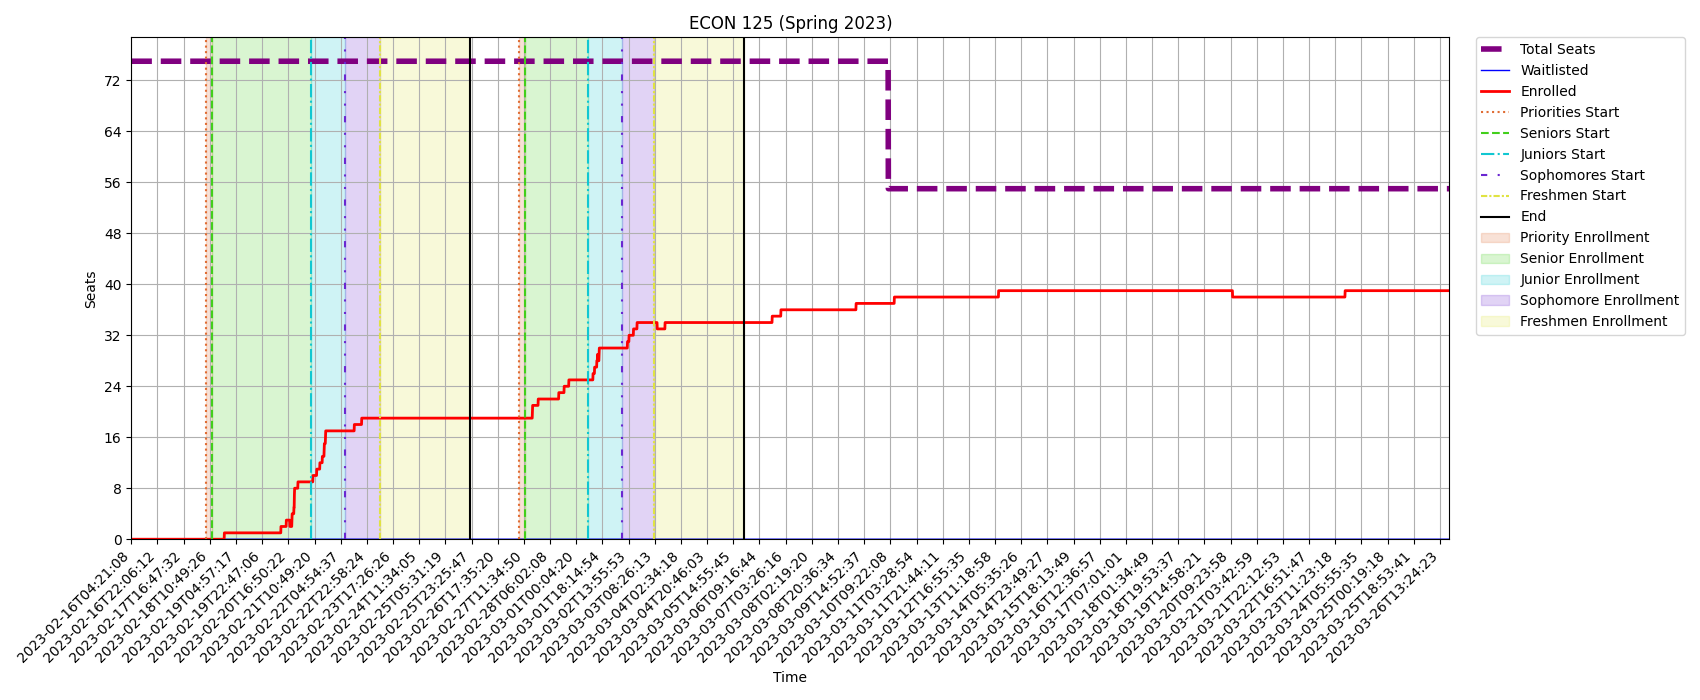 ECON 125 (Spring 2023)
Seats
72
64
56
48
40
32
24
16
8
0
2023-02-16T04:21:08
2023-02-16T22:06:12
2023-02-17T16:47:32
2023-02-18T10:49:26
2023-02-19T04:57:17
2023-02-19T22:47:06
2023-02-20T16:50:22
2023-02-21T10:49:20
2023-02-22T04:54:37
2023-02-22T22:58:24
2023-02-23T17:26:26
2023-02-24T11:34:05
2023-02-25T05:31:19
2023-02-25T23:25:47
2023-02-26T17:35:20
2023-02-27T11:34:50
2023-02-28T06:02:08
2023-03-01T00:04:20
2023-03-01T18:14:54
2023-03-02T13:55:53
2023-03-03T08:26:13
2023-03-04T02:34:18
2023-03-04T20:46:03
2023-03-05T14:55:45
2023-03-06T09:16:44
2023-03-07T03:26:16
2023-03-08T02:19:20
2023-03-08T20:36:34
2023-03-09T14:52:37
2023-03-10T09:22:08
2023-03-11T03:28:54
2023-03-11T21:44:11
2023-03-12T16:55:35
2023-03-13T11:18:58
2023-03-14T05:35:26
2023-03-14T23:49:27
2023-03-15T18:13:49
2023-03-16T12:36:57
2023-03-17T07:01:01
2023-03-18T01:34:49
2023-03-18T19:53:37
2023-03-19T14:58:21
2023-03-20T09:23:58
2023-03-21T03:42:59
2023-03-21T22:12:53
2023-03-22T16:51:47
2023-03-23T11:23:18
2023-03-24T05:55:35
2023-03-25T00:19:18
2023-03-25T18:53:41
2023-03-26T13:24:23
Time
Total Seats
Waitlisted
Enrolled
Priorities Start
Seniors Start
Juniors Start
Sophomores Start
Freshmen Start
End
Priority Enrollment
Senior Enrollment
Junior Enrollment
Sophomore Enrollment
Freshmen Enrollment